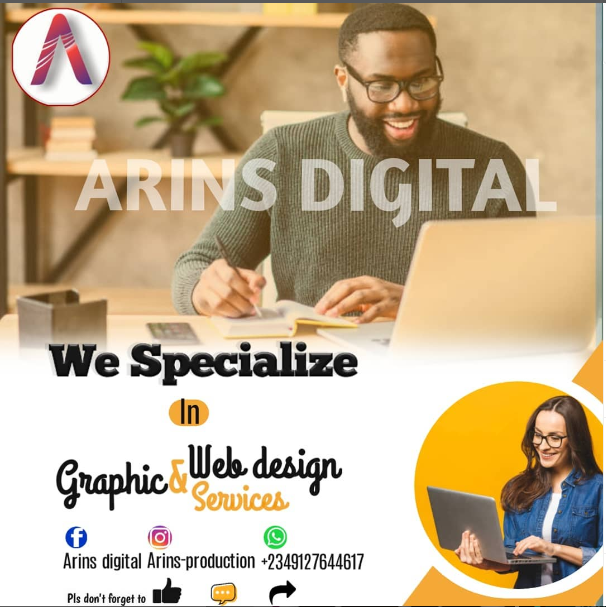 ARINS DIGITAL
We Specialize
In
Graphic & Web design
Services
Arins digital Arins-production +2349127644617
Pls don't forget to